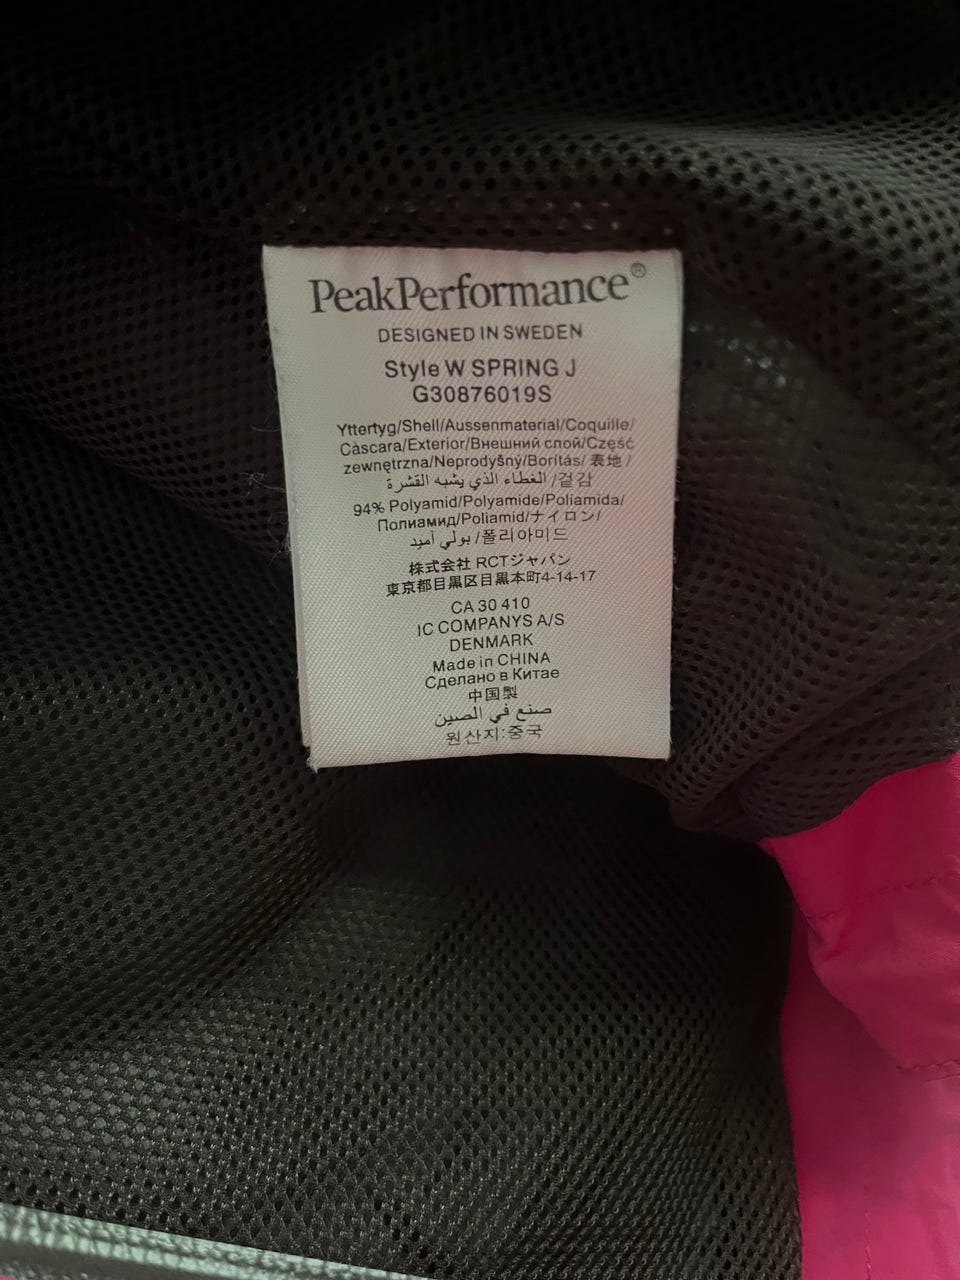 PeakPerformance®
DESIGNED IN SWEDEN
Style W SPRING J
G30876019S
Yttertyg/Shell/Aussenmaterial/Coquille/
Càscara/Exterior/Внешний слой/Część
zewnętrzna/Neprodyšný/Borítás/ 表地 /
الغطاء الذي يشبه القشرة /겉감
94% Polyamid/Polyamide/Poliamida/
Полиамид/Poliamid/ナイロン/
بولي أميد /폴리아미드
株式会社 RCTジャパン
東京都目黒区目黒本町4-14-17
CA 30 410
IC COMPANYS A/S
DENMARK
Made in CHINA
Сделано в Китае
中国製
صنع في الصين
원산지:중국